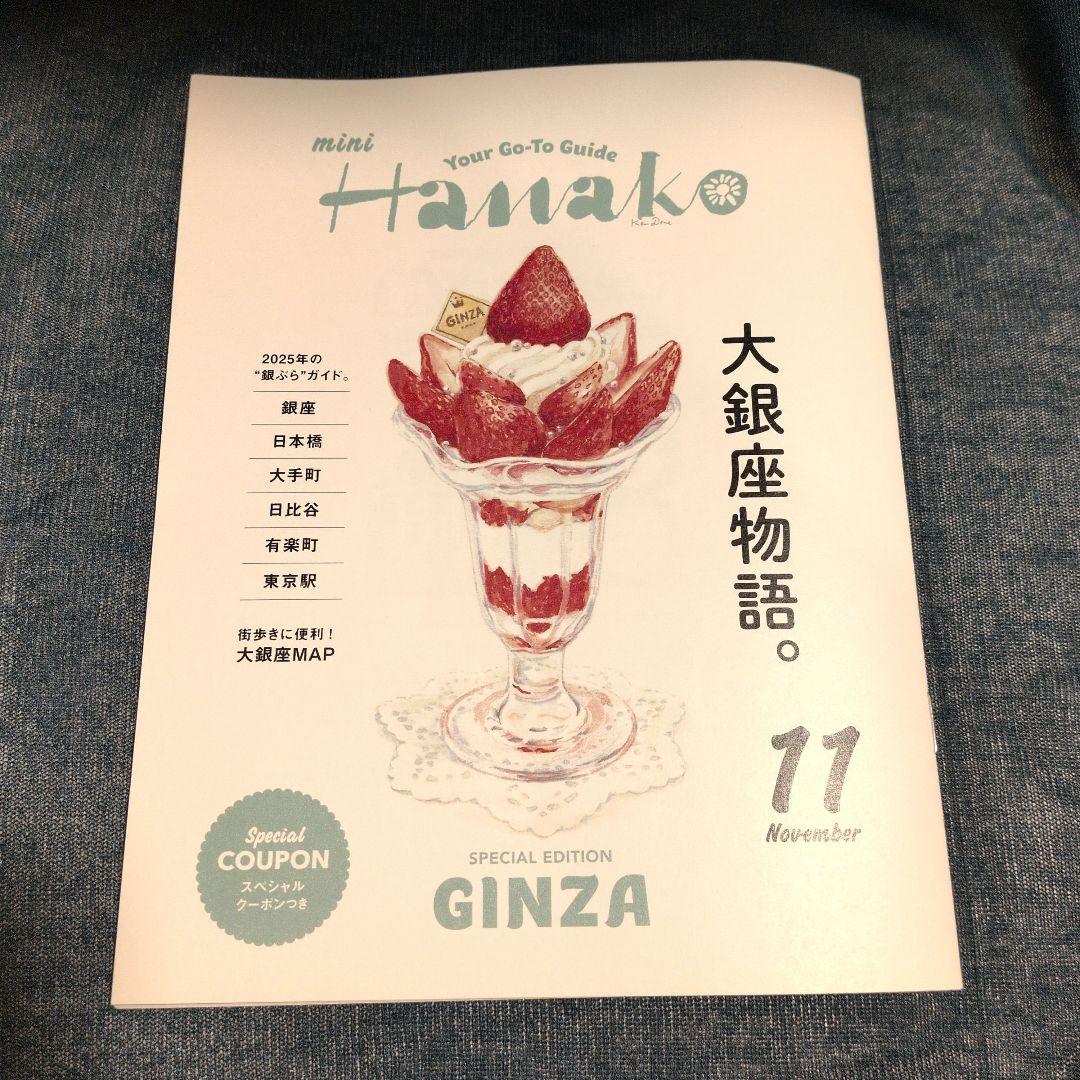 mini
Your Go-To Guide
Hanako
GINZA
大銀座物語。
2025年の
“銀ぶら”ガイド。
銀座
日本橋
大手町
日比谷
有楽町
東京駅
街歩きに便利！
大銀座MAP
11
November
Special
COUPON
スペシャル
クーポンつき
SPECIAL EDITION
GINZA